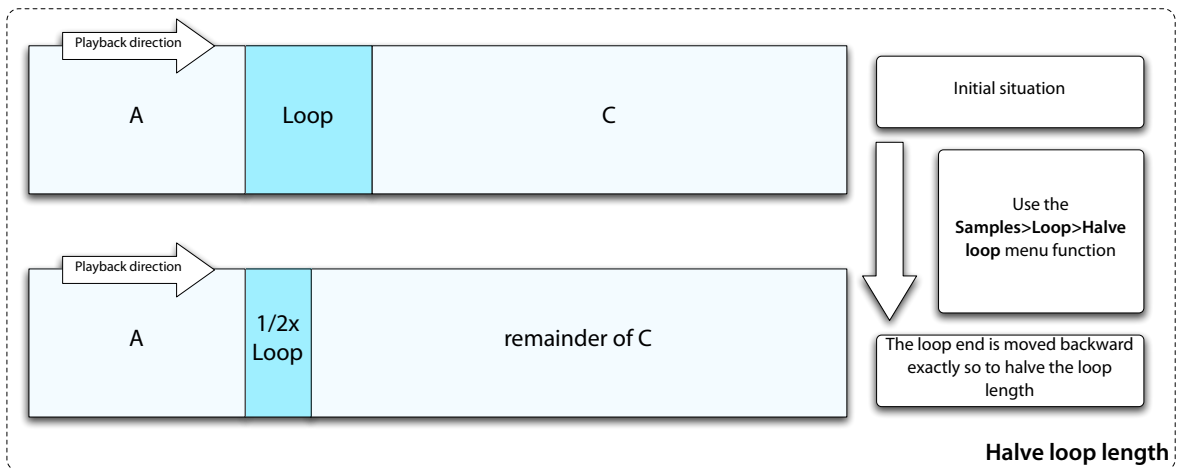 Playback direction
A
Loop
C
Initial situation
Use the
Samples>Loop>Halve
loop menu function
Playback direction
A
1/2x
Loop
remainder of C
The loop end is moved backward
exactly so to halve the loop
length
Halve loop length